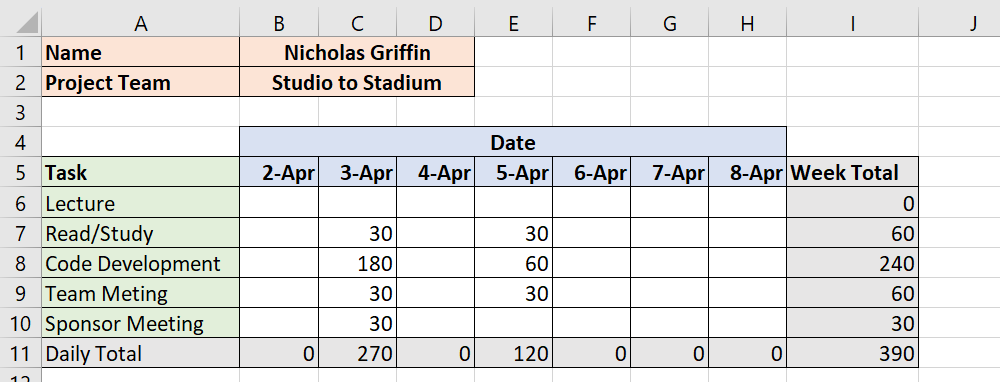 A B C D E F G H I J
1 Name Nicholas Griffin
2 Project Team Studio to Stadium
3
4 Date
5 Task 2-Apr 3-Apr 4-Apr 5-Apr 6-Apr 7-Apr 8-Apr Week Total
6 Lecture 0
7 Read/Study 30 30 60
8 Code Development 180 60 240
9 Team Meting 30 30 60
10 Sponsor Meeting 30 30
11 Daily Total 0 270 0 120 0 0 0 390